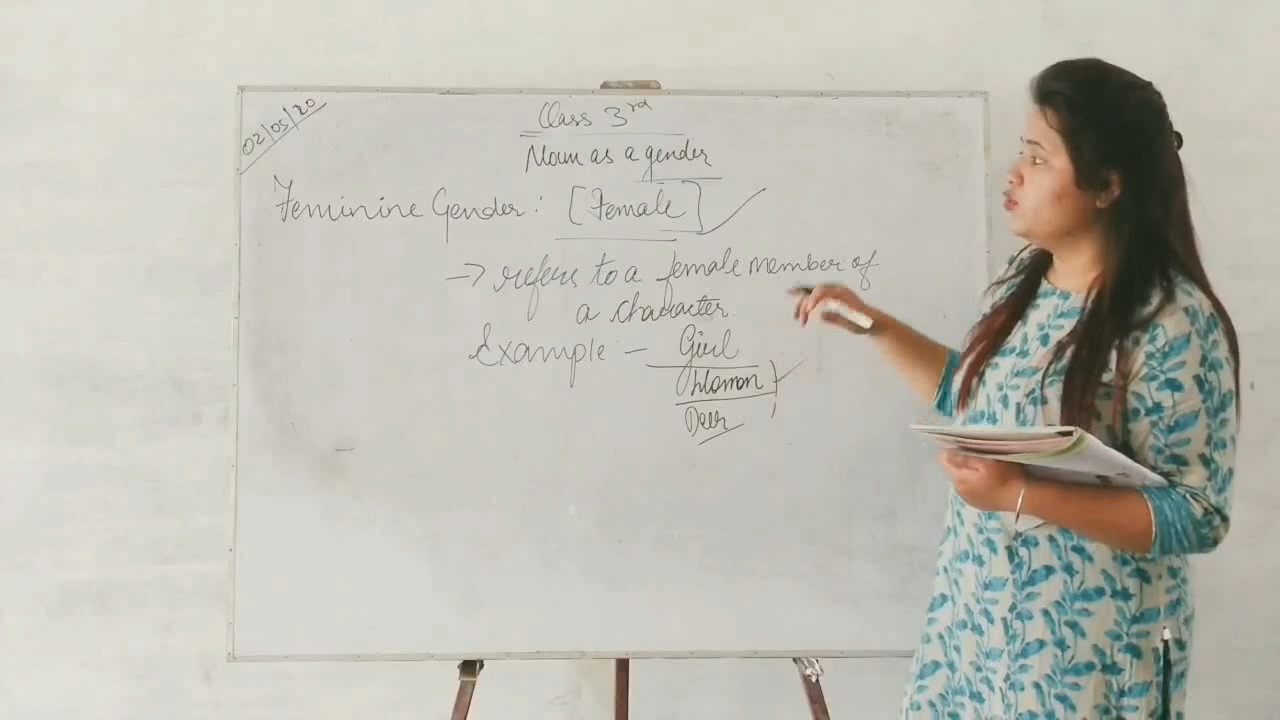 02/05/20
Class 3rd
Noun as a gender
Feminine Gender: [Female]
→ refers to a female member of
a character.
Example - Girl
Woman
Deer